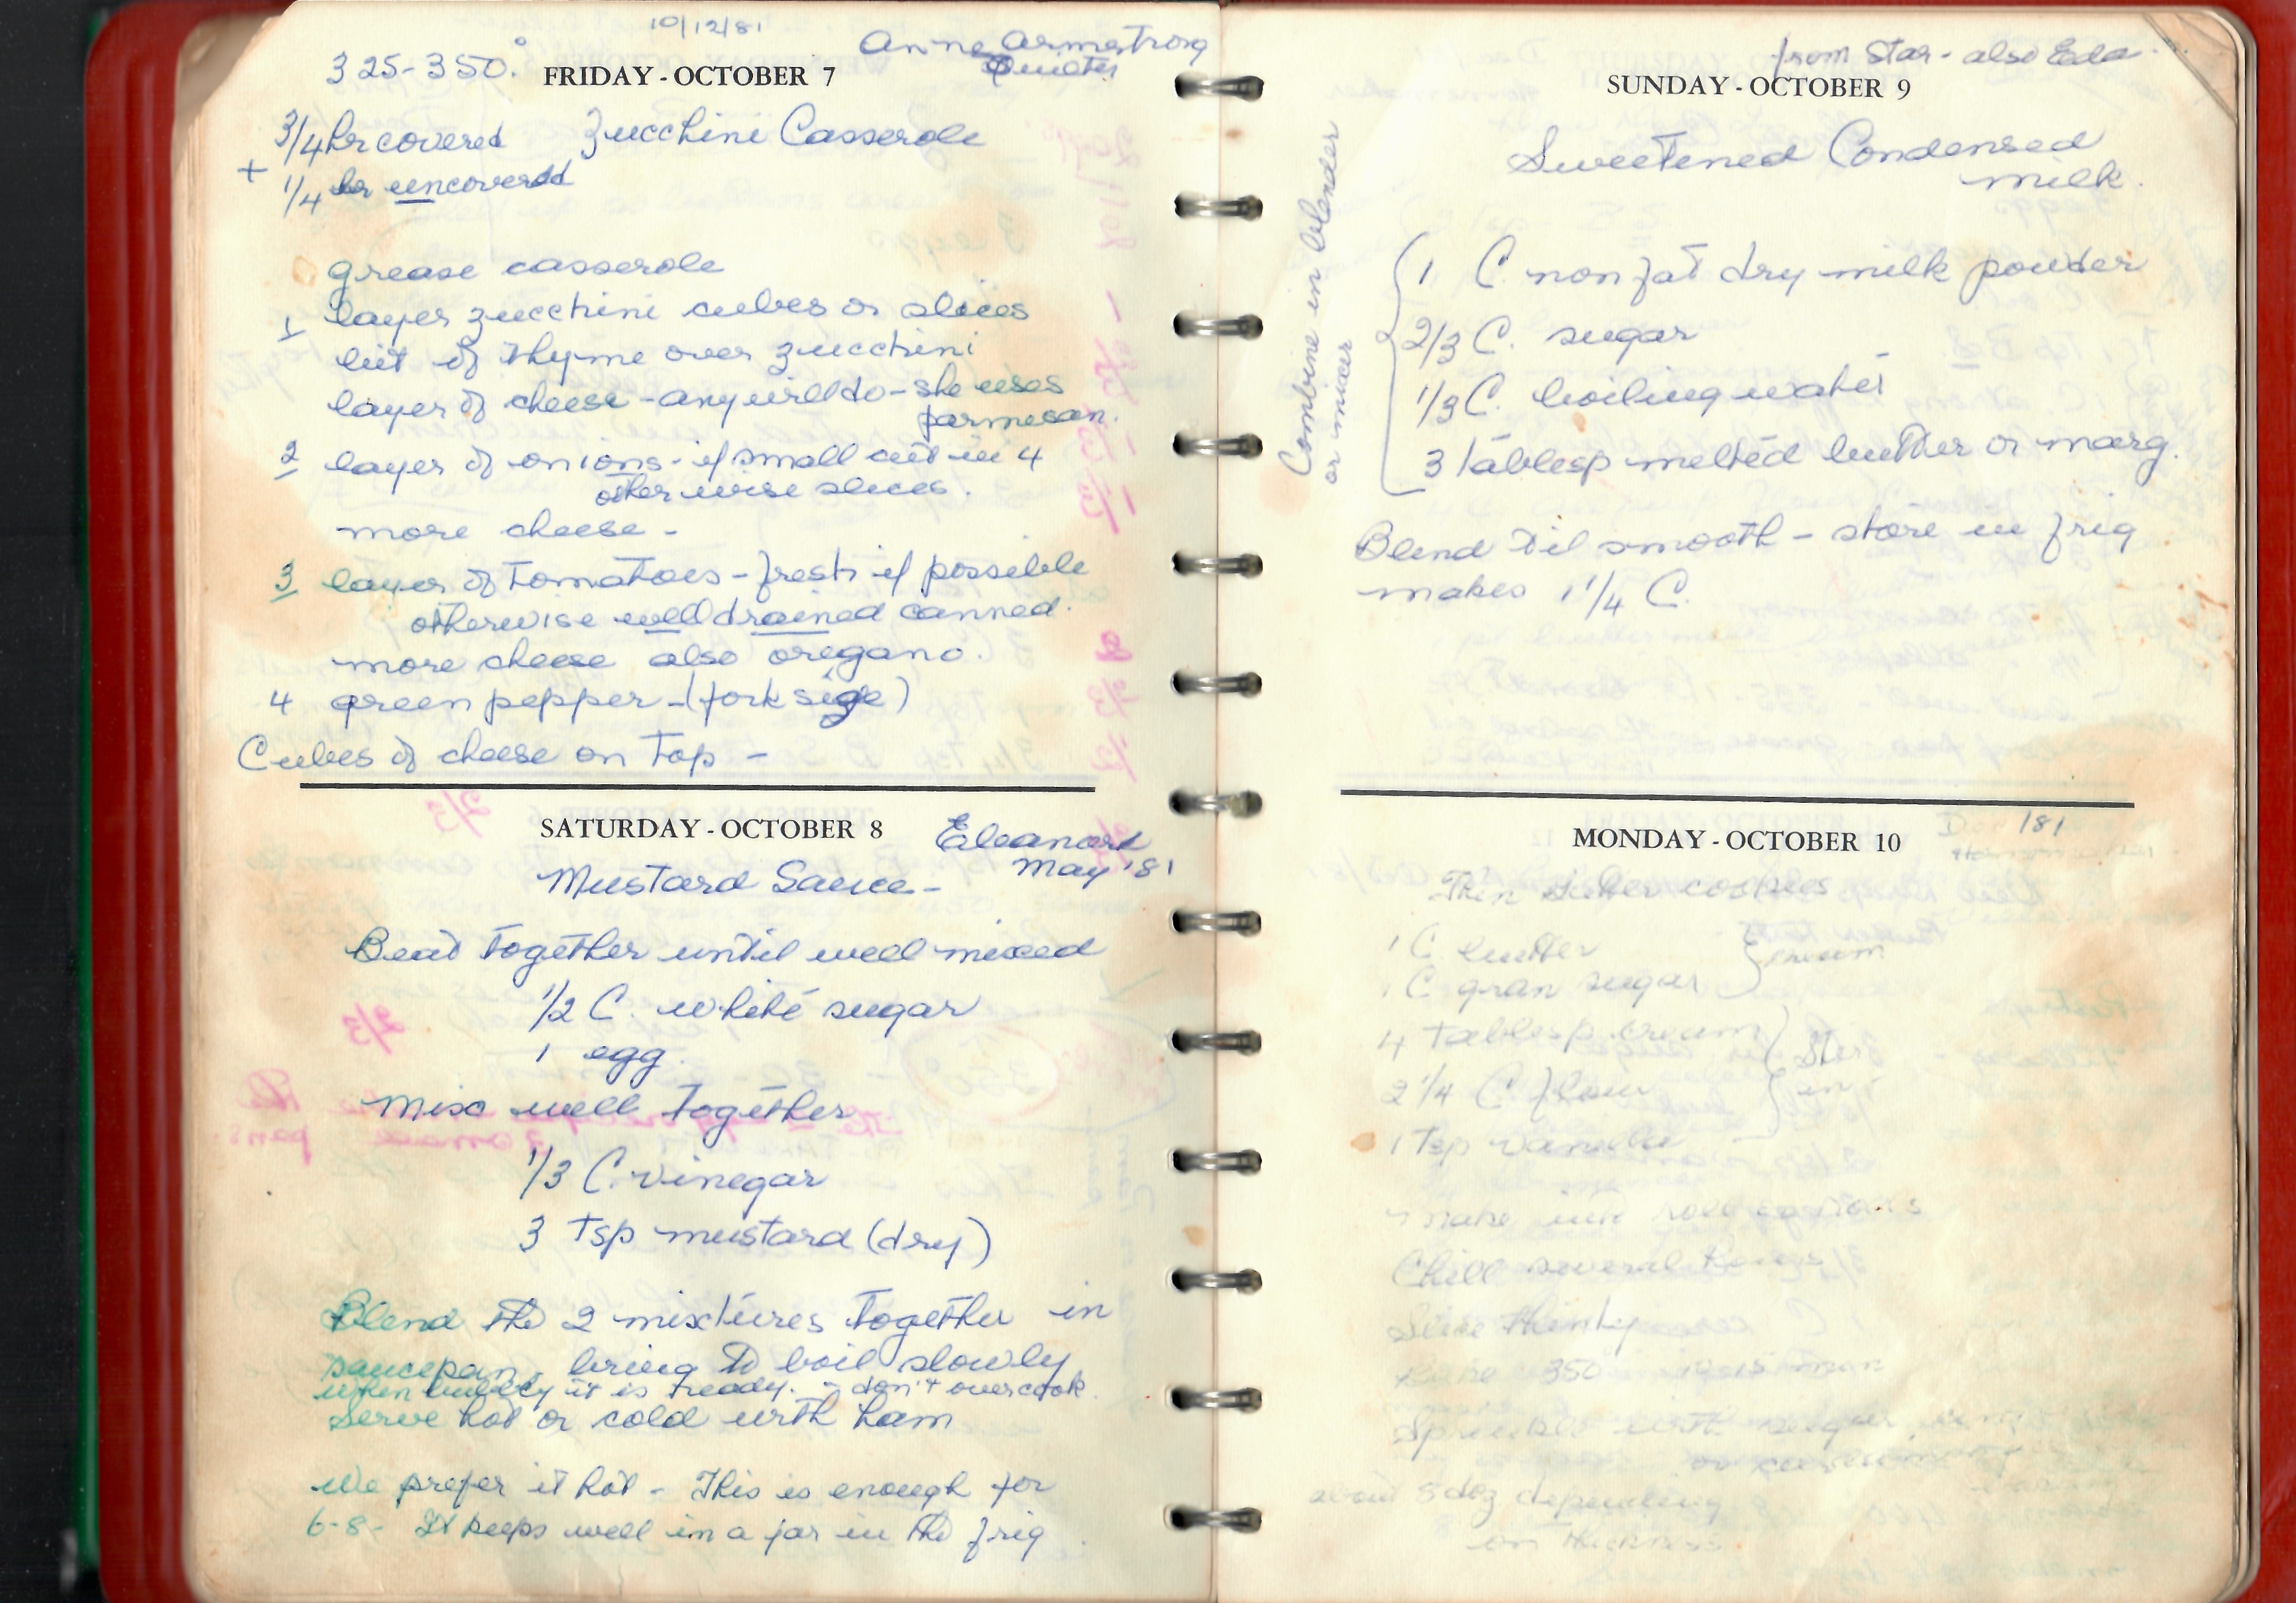 10/12/81
325-350°
Anne Armstrong
Quilter
FRIDAY - OCTOBER 7
3/4 hr covered
Zucchini Casserole
+
1/4 hr uncovered
grease casserole
1 layer zucchini cubes or slices
bit of thyme over zucchini
layer of cheese - any will do - she uses
parmesan.
2 layer of onions - if small cut in 4
otherwise slices.
more cheese -
3 layer of tomatoes - fresh if possible
otherwise well drained canned.
more cheese also oregano.
4 green pepper - (fork size)
Cubes of cheese on top -
SATURDAY - OCTOBER 8
Eleanor
May '81
Mustard Sauce -
Beat together until well mixed
1/2 C. white sugar
1 egg.
Mix well together
1/3 C. vinegar
3 tsp mustard (dry)
Blend the 2 mixtures together in
saucepan, bring to boil slowly
when bubbly it is ready. - don't overcook.
Serve hot or cold with ham
We prefer it hot - This is enough for
6-8 - It keeps well in a jar in the frig
from Star - also Eda
SUNDAY - OCTOBER 9
Sweetened Condensed
milk.
Combine in blender
or mixer
1 C. non fat dry milk powder
2/3 C. sugar
1/3 C. boiling water
3 tablesp melted butter or marg.
Blend til smooth - store in frig
makes 1 1/4 C.
/81
MONDAY - OCTOBER 10
Then cookies
1 C. butter
cream
1 C gran sugar
4 tablesp. cream
Stir
2 1/4 C flour
in
1 tsp vanilla
make into roll
Chill several hours
Slice thinly
350° 12-15 min
Sprinkle with sugar
or
about 8 doz depending
on thickness